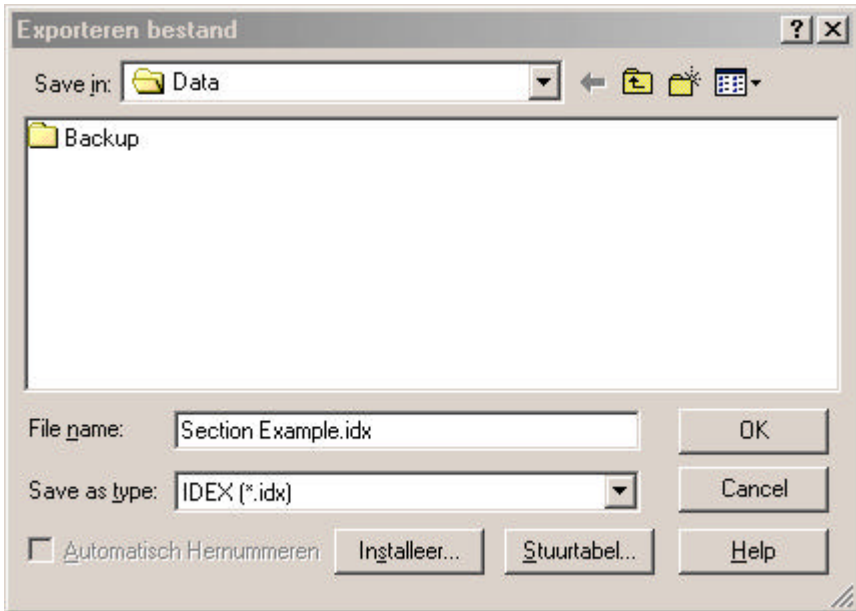 Exporteren bestand
Save in: Data
Backup
File name: Section Example.idx OK
Save as type: IDEX (*.idx) Cancel
Automatisch Hernummeren Installeer... Stuurtabel... Help